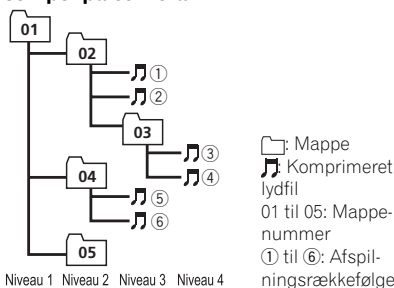 01
02
①
②
03
③
④
04
⑤
⑥
05
Niveau 1 Niveau 2 Niveau 3 Niveau 4
: Mappe
: Komprimeret
lydfil
01 til 05: Mappe-
nummer
① til ⑥: Afspil-
ningsrækkefølge